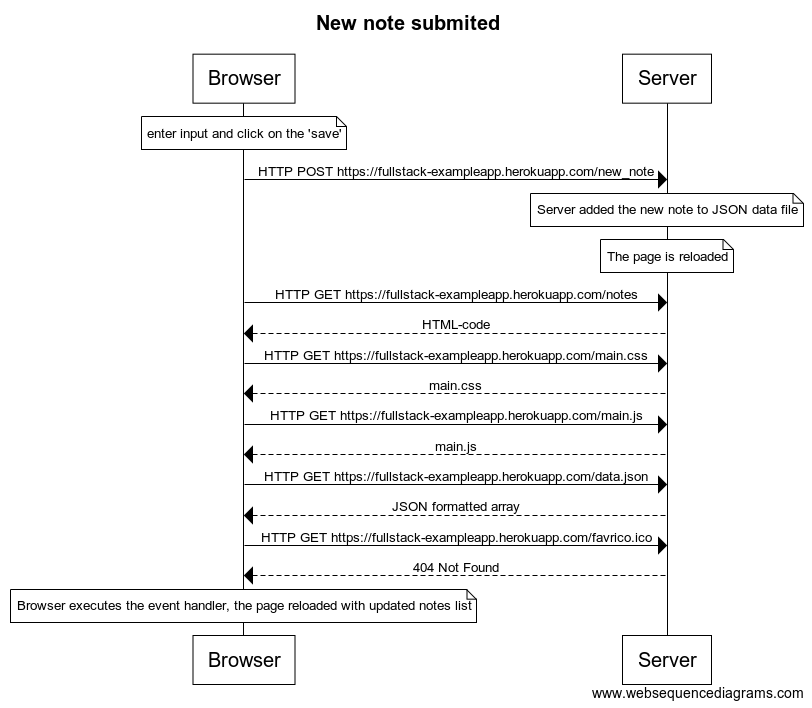 New note submited
Browser Server
enter input and click on the 'save'
HTTP POST https://fullstack-exampleapp.herokuapp.com/new_note
Server added the new note to JSON data file
The page is reloaded
HTTP GET https://fullstack-exampleapp.herokuapp.com/notes
HTML-code
HTTP GET https://fullstack-exampleapp.herokuapp.com/main.css
main.css
HTTP GET https://fullstack-exampleapp.herokuapp.com/main.js
main.js
HTTP GET https://fullstack-exampleapp.herokuapp.com/data.json
JSON formatted array
HTTP GET https://fullstack-exampleapp.herokuapp.com/favrico.ico
404 Not Found
Browser executes the event handler, the page reloaded with updated notes list
Browser Server
www.websequencediagrams.com